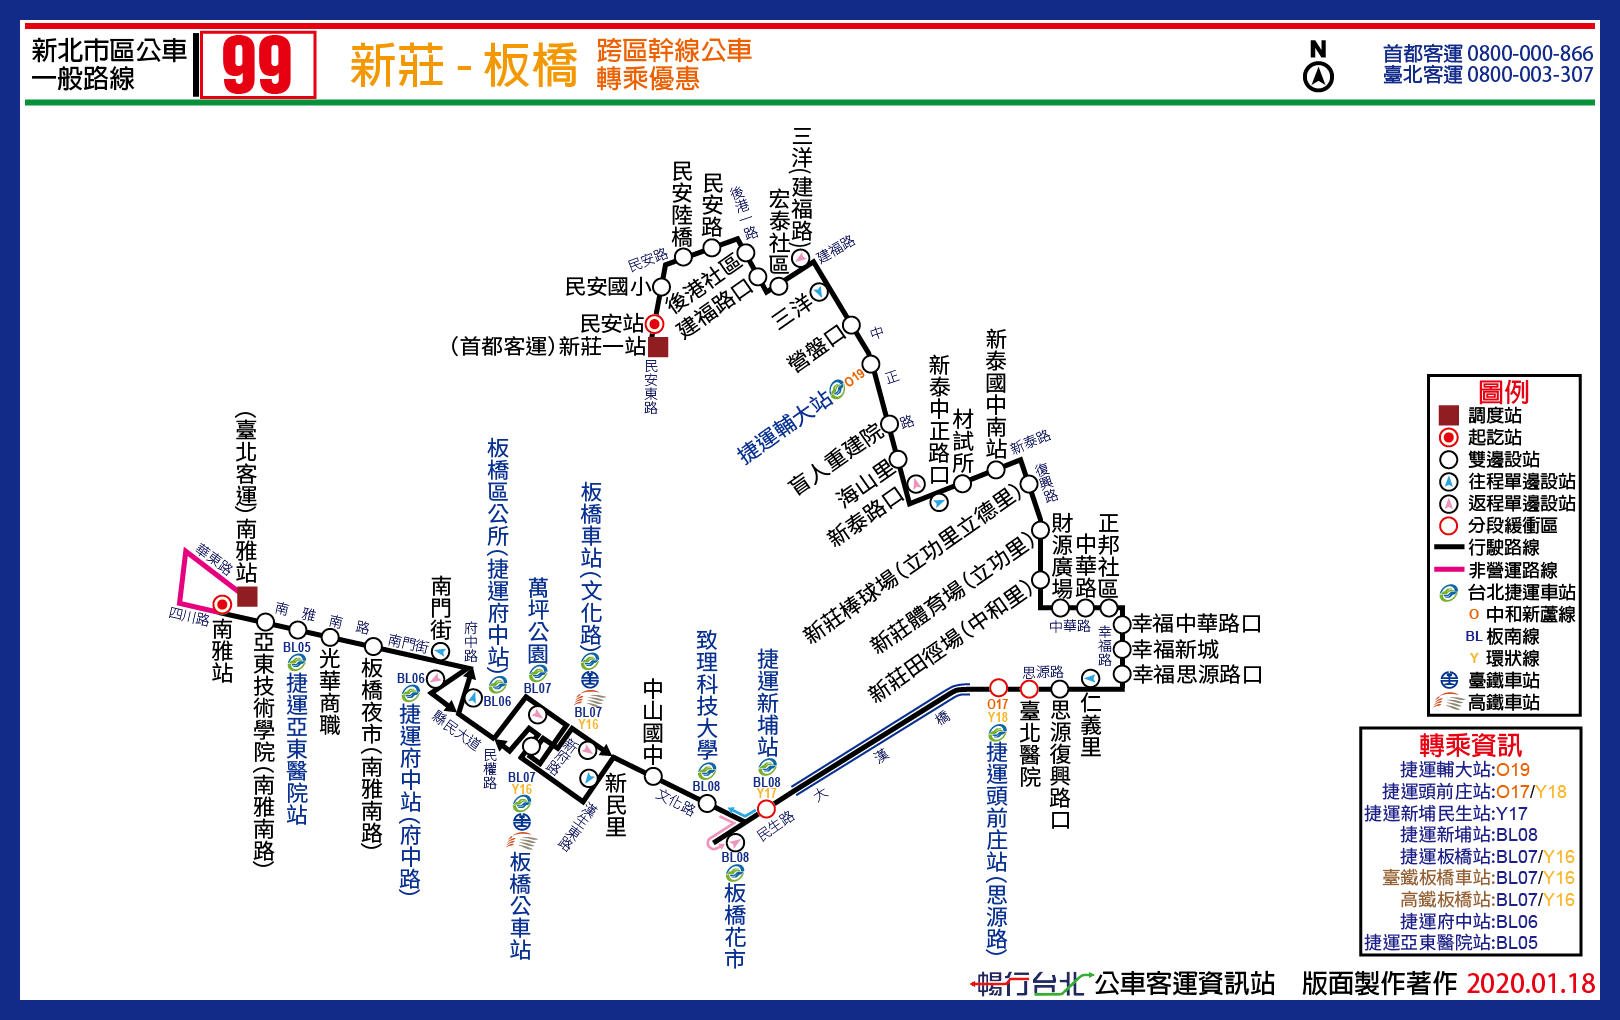 新北市區公車
一般路線
99
新莊 - 板橋
跨區幹線公車
轉乘優惠
N
首都客運 0800-000-866
臺北客運 0800-003-307
(首都客運)新莊一站
民安東路
民安站
民安國小
民安路
民安陸橋
民安路
後港一路
後港社區
建福路口
宏泰社區
三洋(建福路)
建福路
三洋
營盤口
中正路
捷運輔大站
O19
盲人重建院
海山里
新泰路口
新泰中正路口
材試所
新泰國中南站
新泰路
復興路
新莊棒球場(立功里立德里)
新莊體育場(立功里)
新莊田徑場(中和里)
財源廣場
中華路
正邦社區
中華路
幸福路
幸福中華路口
幸福新城
幸福思源路口
仁義里
思源路
思源復興路口
臺北醫院
O17
Y18
捷運頭前庄站(思源路)
大漢橋
民生路
捷運新埔站
BL08
Y17
BL08
板橋花市
致理科技大學
BL08
文化路
中山國中
新民里
漢生東路
板橋車站(文化路)
BL07
Y16
新府路
萬坪公園
BL07
BL07
Y16
板橋公車站
民權路
縣民大道
板橋區公所(捷運府中站)
BL06
府中路
BL06
捷運府中站(府中路)
南門街
南門街
板橋夜市(南雅南路)
光華商職
南雅南路
BL05
捷運亞東醫院站
亞東技術學院(南雅南路)
南雅站
四川路
華東路
(臺北客運)南雅站
圖例
調度站
起訖站
雙邊設站
往程單邊設站
返程單邊設站
分段緩衝區
行駛路線
非營運路線
台北捷運車站
O 中和新蘆線
BL 板南線
Y 環狀線
臺鐵車站
高鐵車站
轉乘資訊
捷運輔大站:O19
捷運頭前庄站:O17/Y18
捷運新埔民生站:Y17
捷運新埔站:BL08
捷運板橋站:BL07/Y16
臺鐵板橋車站:BL07/Y16
高鐵板橋站:BL07/Y16
捷運府中站:BL06
捷運亞東醫院站:BL05
暢行台北公車客運資訊站 版面製作著作 2020.01.18